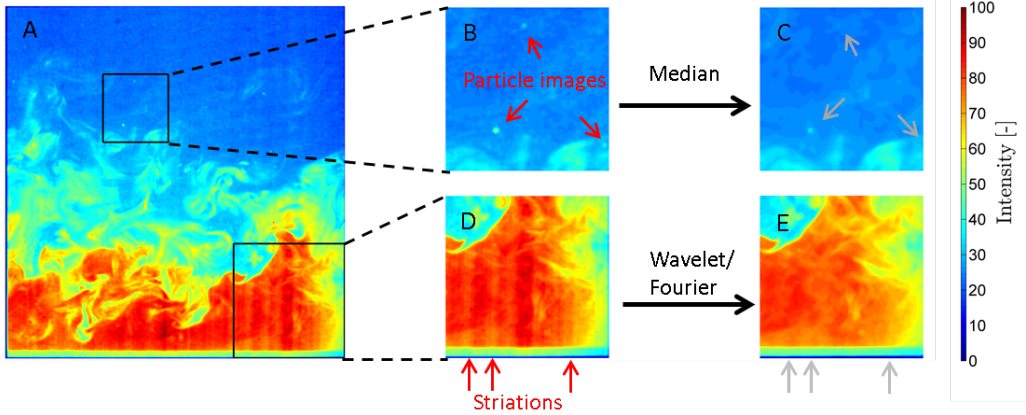 A
B
Particle images
Median
C
D
Striations
Wavelet/
Fourier
E
100
90
80
70
60
50
40
30
20
10
0
Intensity [-]